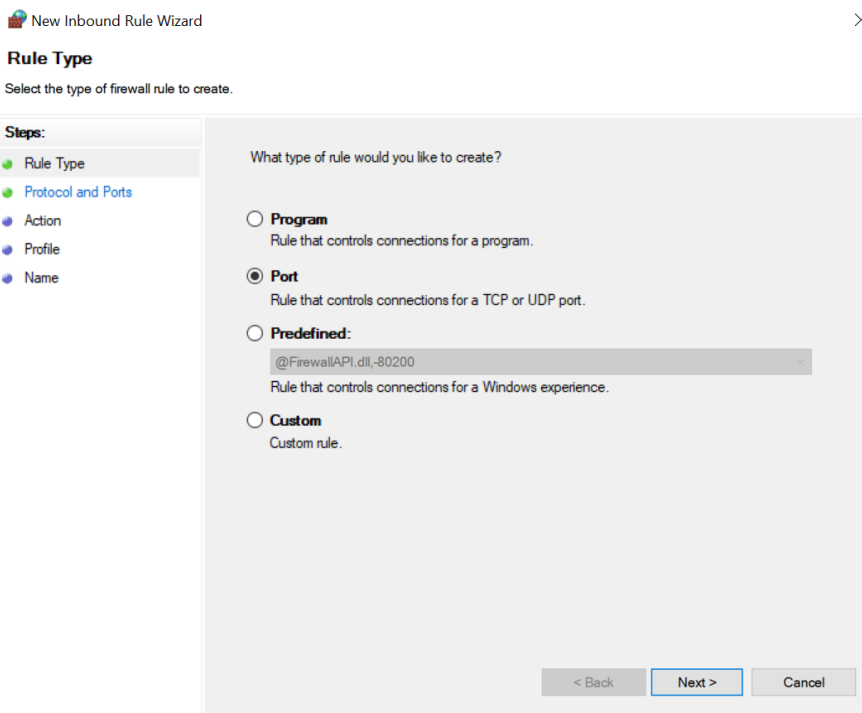 New Inbound Rule Wizard
Rule Type
Select the type of firewall rule to create.
Steps:
Rule Type
Protocol and Ports
Action
Profile
Name
What type of rule would you like to create?
Program
Rule that controls connections for a program.
Port
Rule that controls connections for a TCP or UDP port.
Predefined:
@FirewallAPI.dll,-80200
Rule that controls connections for a Windows experience.
Custom
Custom rule.
< Back
Next >
Cancel